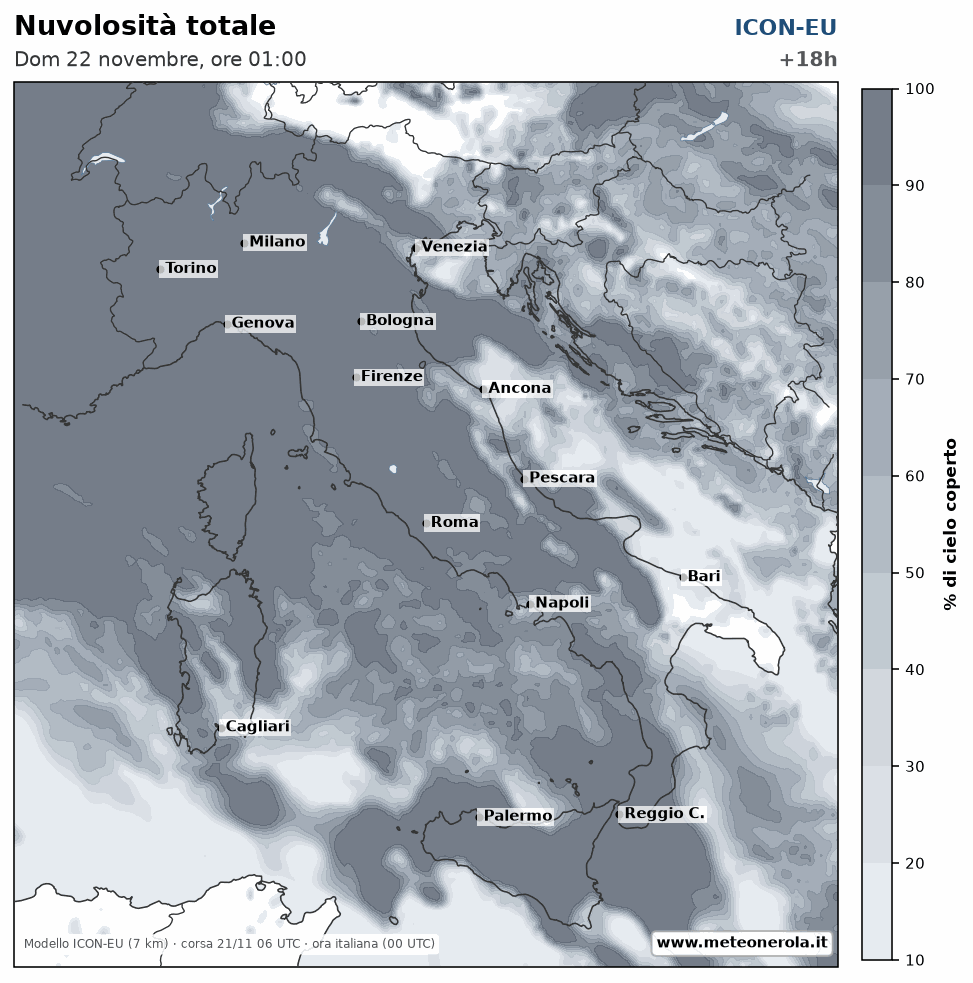 Nuvolosità totale
ICON-EU
Dom 22 novembre, ore 01:00
+18h
100
90
80
70
60
50
40
30
20
10
% di cielo coperto
Milano
Venezia
Torino
Genova
Bologna
Firenze
Ancona
Pescara
Roma
Bari
Napoli
Cagliari
Palermo
Reggio C.
Modello ICON-EU (7 km) · corsa 21/11 06 UTC · ora italiana (00 UTC)
www.meteonerola.it